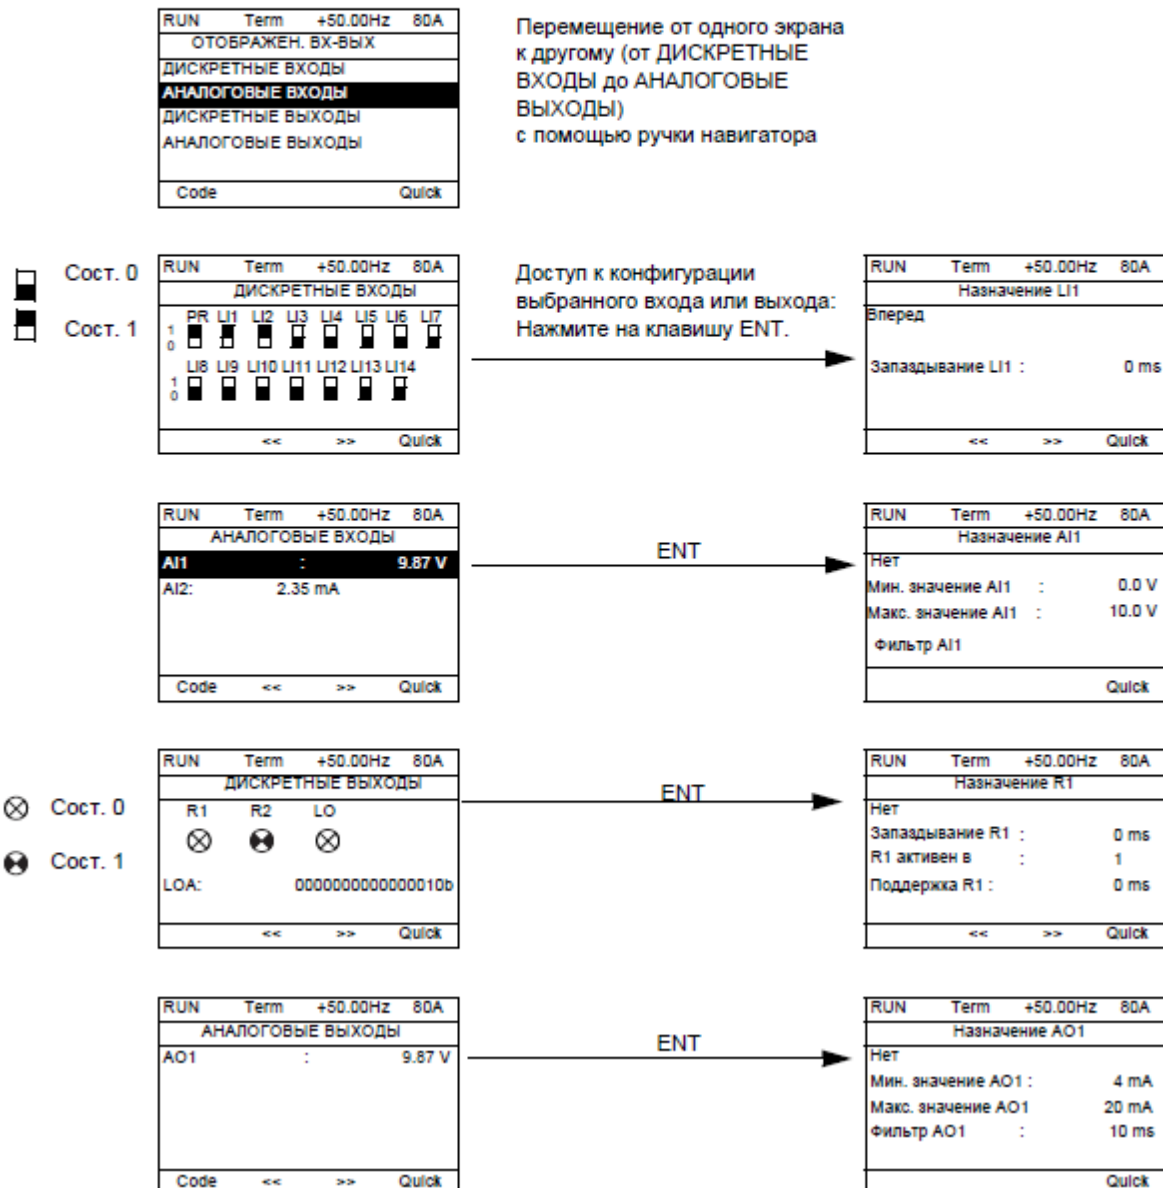 RUN Term +50.00Hz 80A
ОТОБРАЖЕН. ВХ-ВЫХ
ДИСКРЕТНЫЕ ВХОДЫ
АНАЛОГОВЫЕ ВХОДЫ
ДИСКРЕТНЫЕ ВЫХОДЫ
АНАЛОГОВЫЕ ВЫХОДЫ
Code Quick
Перемещение от одного экрана
к другому (от ДИСКРЕТНЫЕ
ВХОДЫ до АНАЛОГОВЫЕ
ВЫХОДЫ)
с помощью ручки навигатора
Сост. 0
Сост. 1
RUN Term +50.00Hz 80A
ДИСКРЕТНЫЕ ВХОДЫ
PR LI1 LI2 LI3 LI4 LI5 LI6 LI7
1
0
LI8 LI9 LI10 LI11 LI12 LI13 LI14
1
0
<< >> Quick
Доступ к конфигурации
выбранного входа или выхода:
Нажмите на клавишу ENT.
RUN Term +50.00Hz 80A
Назначение LI1
Вперед
Запаздывание LI1 : 0 ms
<< >> Quick
RUN Term +50.00Hz 80A
АНАЛОГОВЫЕ ВХОДЫ
AI1 : 9.87 V
AI2: 2.35 mA
Code << >> Quick
ENT
RUN Term +50.00Hz 80A
Назначение AI1
Нет
Мин. значение AI1 : 0.0 V
Макс. значение AI1 : 10.0 V
Фильтр AI1
Quick
Сост. 0
Сост. 1
RUN Term +50.00Hz 80A
ДИСКРЕТНЫЕ ВЫХОДЫ
R1 R2 LO
LOA: 0000000000000010b
<< >> Quick
ENT
RUN Term +50.00Hz 80A
Назначение R1
Нет
Запаздывание R1 : 0 ms
R1 активен в : 1
Поддержка R1 : 0 ms
<< >> Quick
RUN Term +50.00Hz 80A
АНАЛОГОВЫЕ ВЫХОДЫ
AO1 : 9.87 V
Code << >> Quick
ENT
RUN Term +50.00Hz 80A
Назначение AO1
Нет
Мин. значение AO1 : 4 mA
Макс. значение AO1 20 mA
Фильтр AO1 : 10 ms
Quick